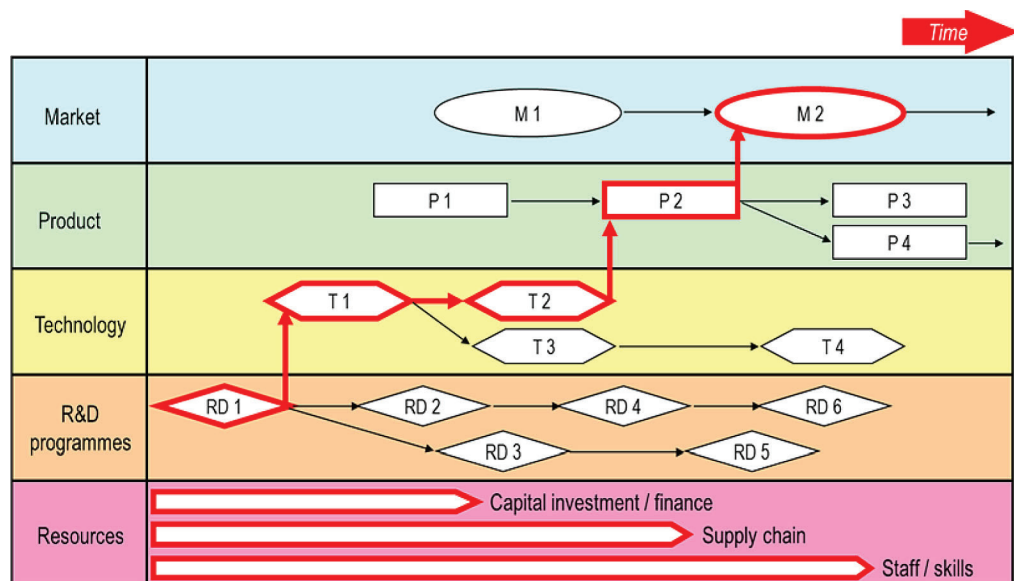 Time
Market
M 1
M 2
Product
P 1
P 2
P 3
P 4
Technology
T 1
T 2
T 3
T 4
R&D
programmes
RD 1
RD 2
RD 4
RD 6
RD 3
RD 5
Resources
Capital investment / finance
Supply chain
Staff / skills